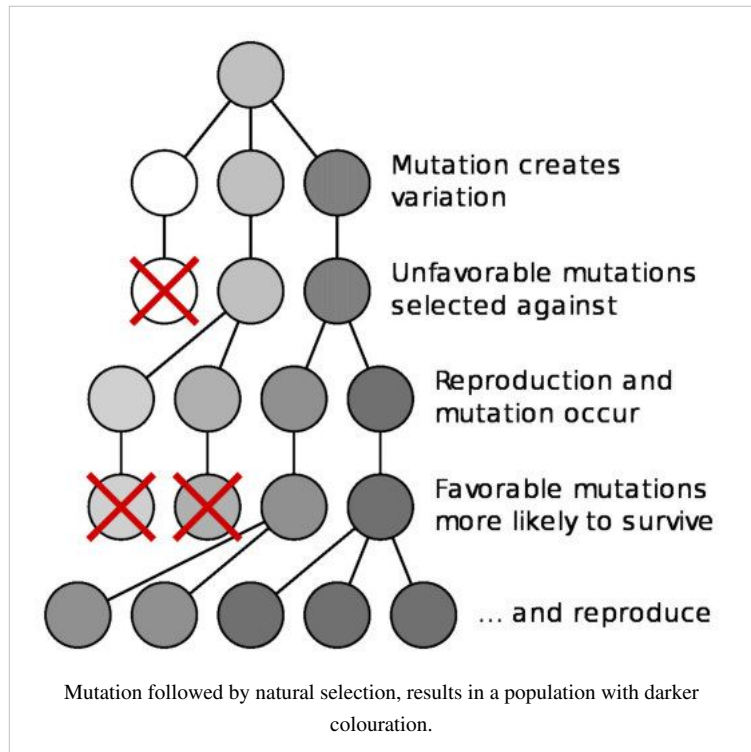 Mutation creates
variation
Unfavorable mutations
selected against
Reproduction and
mutation occur
Favorable mutations
more likely to survive
... and reproduce
Mutation followed by natural selection, results in a population with darker
colouration.